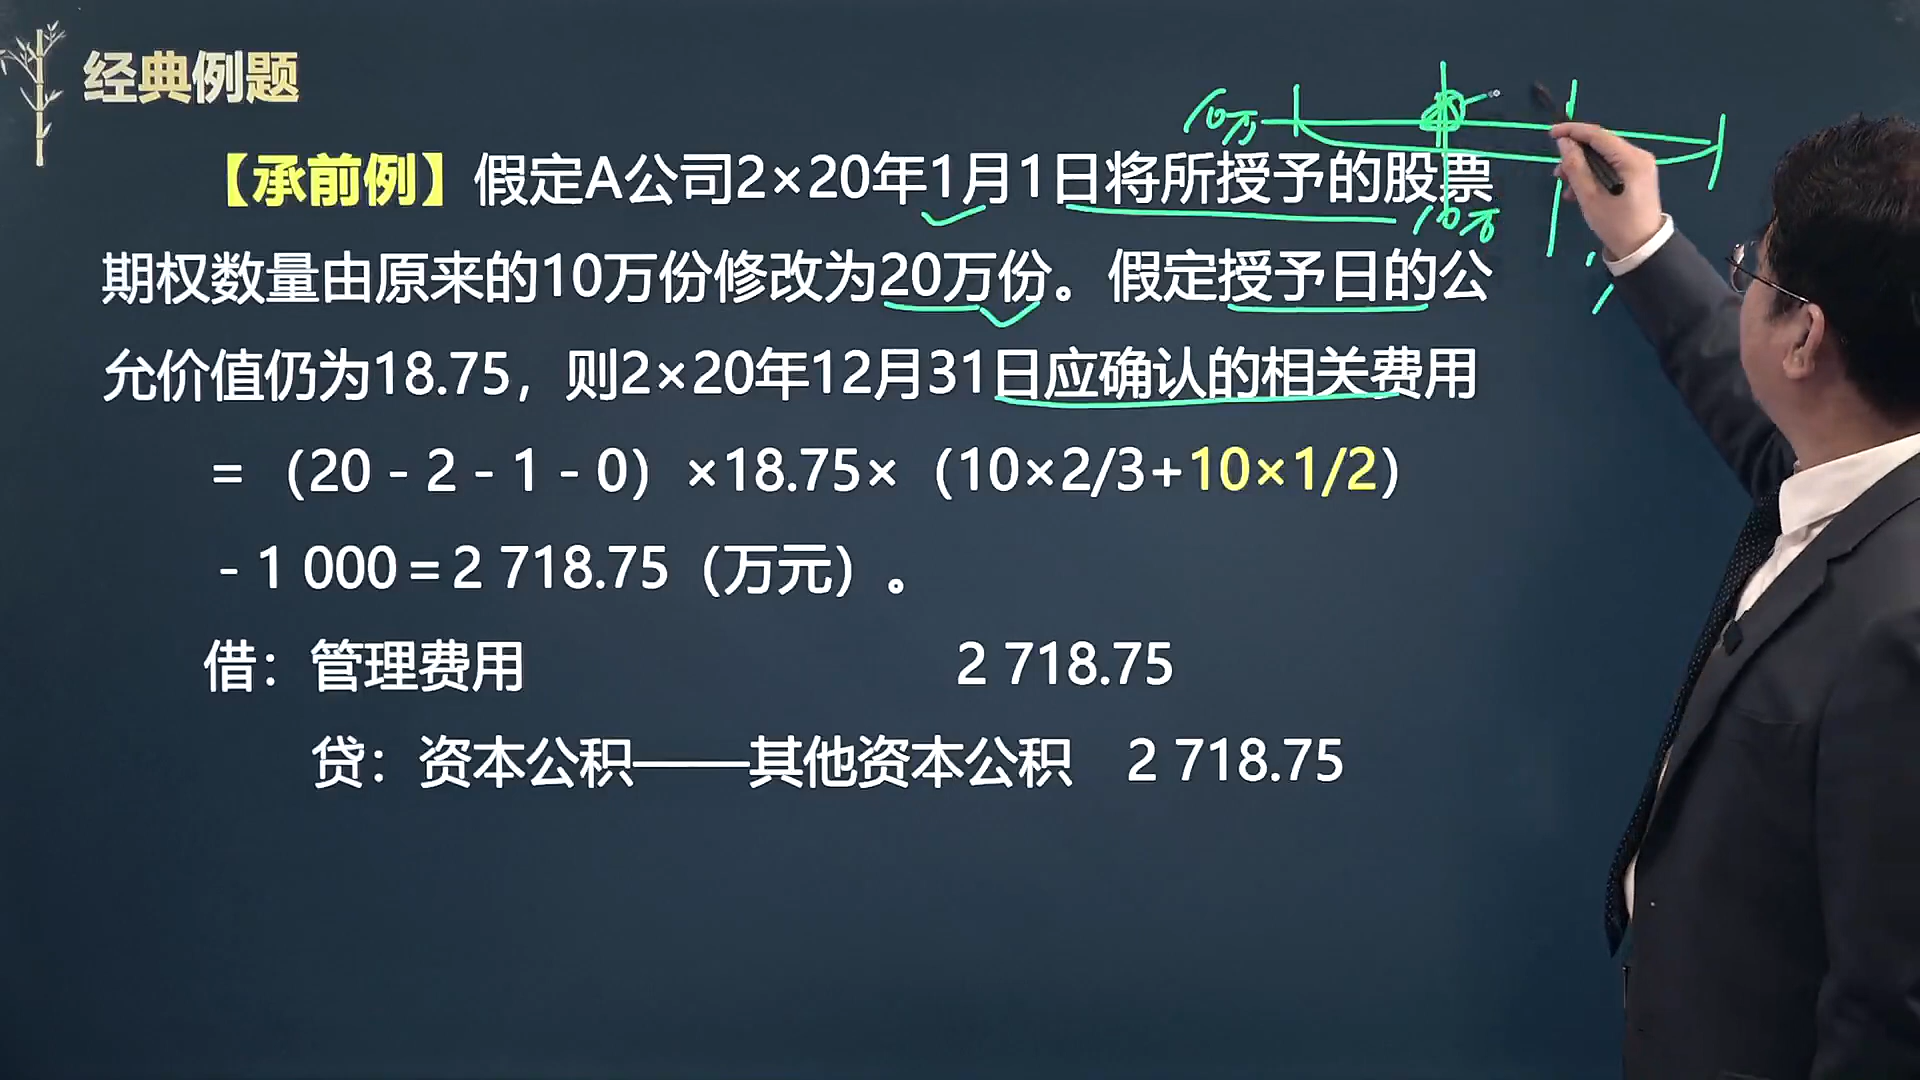 经典例题
10万
【承前例】假定A公司2×20年1月1日将所授予的股票
10万
期权数量由原来的10万份修改为20万份。假定授予日的公
允价值仍为18.75，则2×20年12月31日应确认的相关费用
=（20 - 2 - 1 - 0）×18.75×（10×2/3+10×1/2）
- 1 000 = 2 718.75（万元）。
借：管理费用 2 718.75
贷：资本公积——其他资本公积 2 718.75